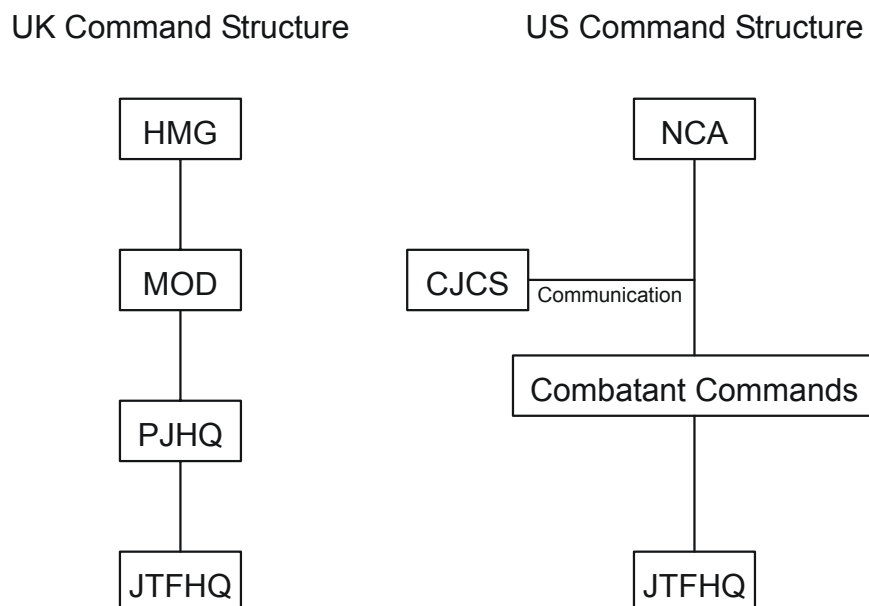 UK Command Structure
US Command Structure
HMG
NCA
MOD
CJCS
Communication
Combatant Commands
PJHQ
JTFHQ
JTFHQ